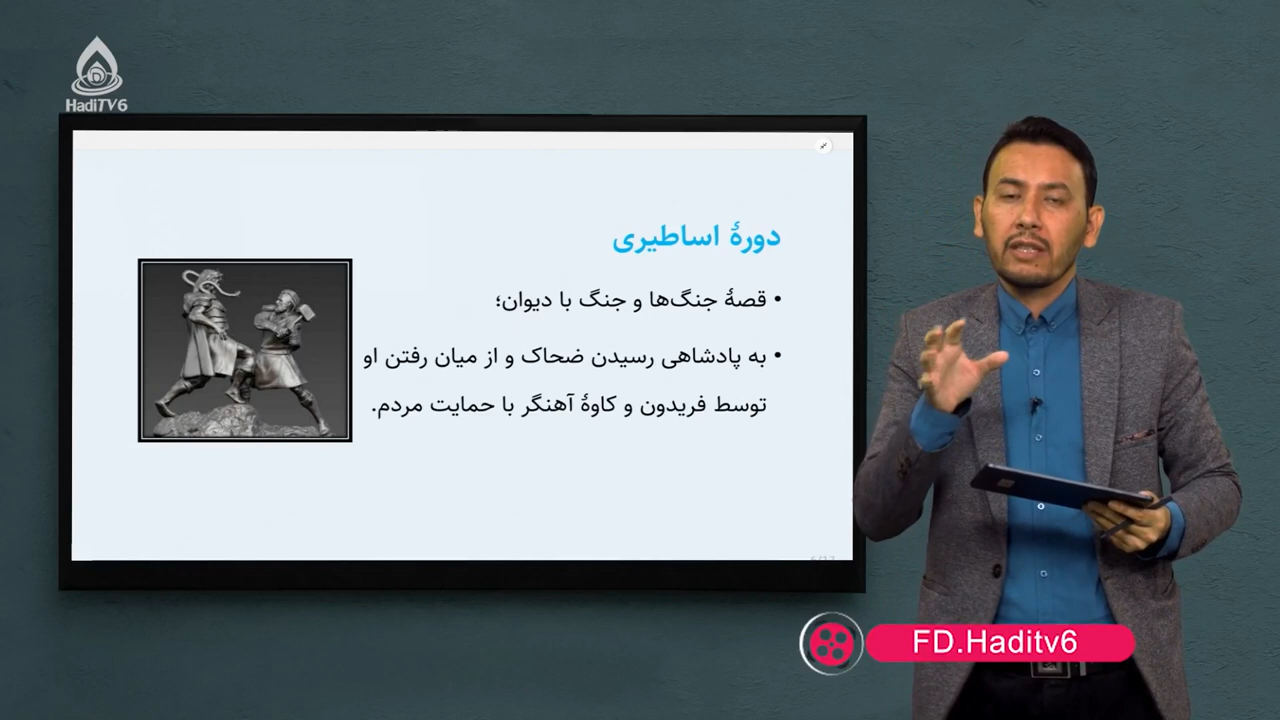 HadiTV6
دورهٔ اساطیری
• قصهٔ جنگ‌ها و جنگ با دیوان؛
• به پادشاهی رسیدن ضحاک و از میان رفتن او
توسط فریدون و کاوهٔ آهنگر با حمایت مردم.
FD.Haditv6